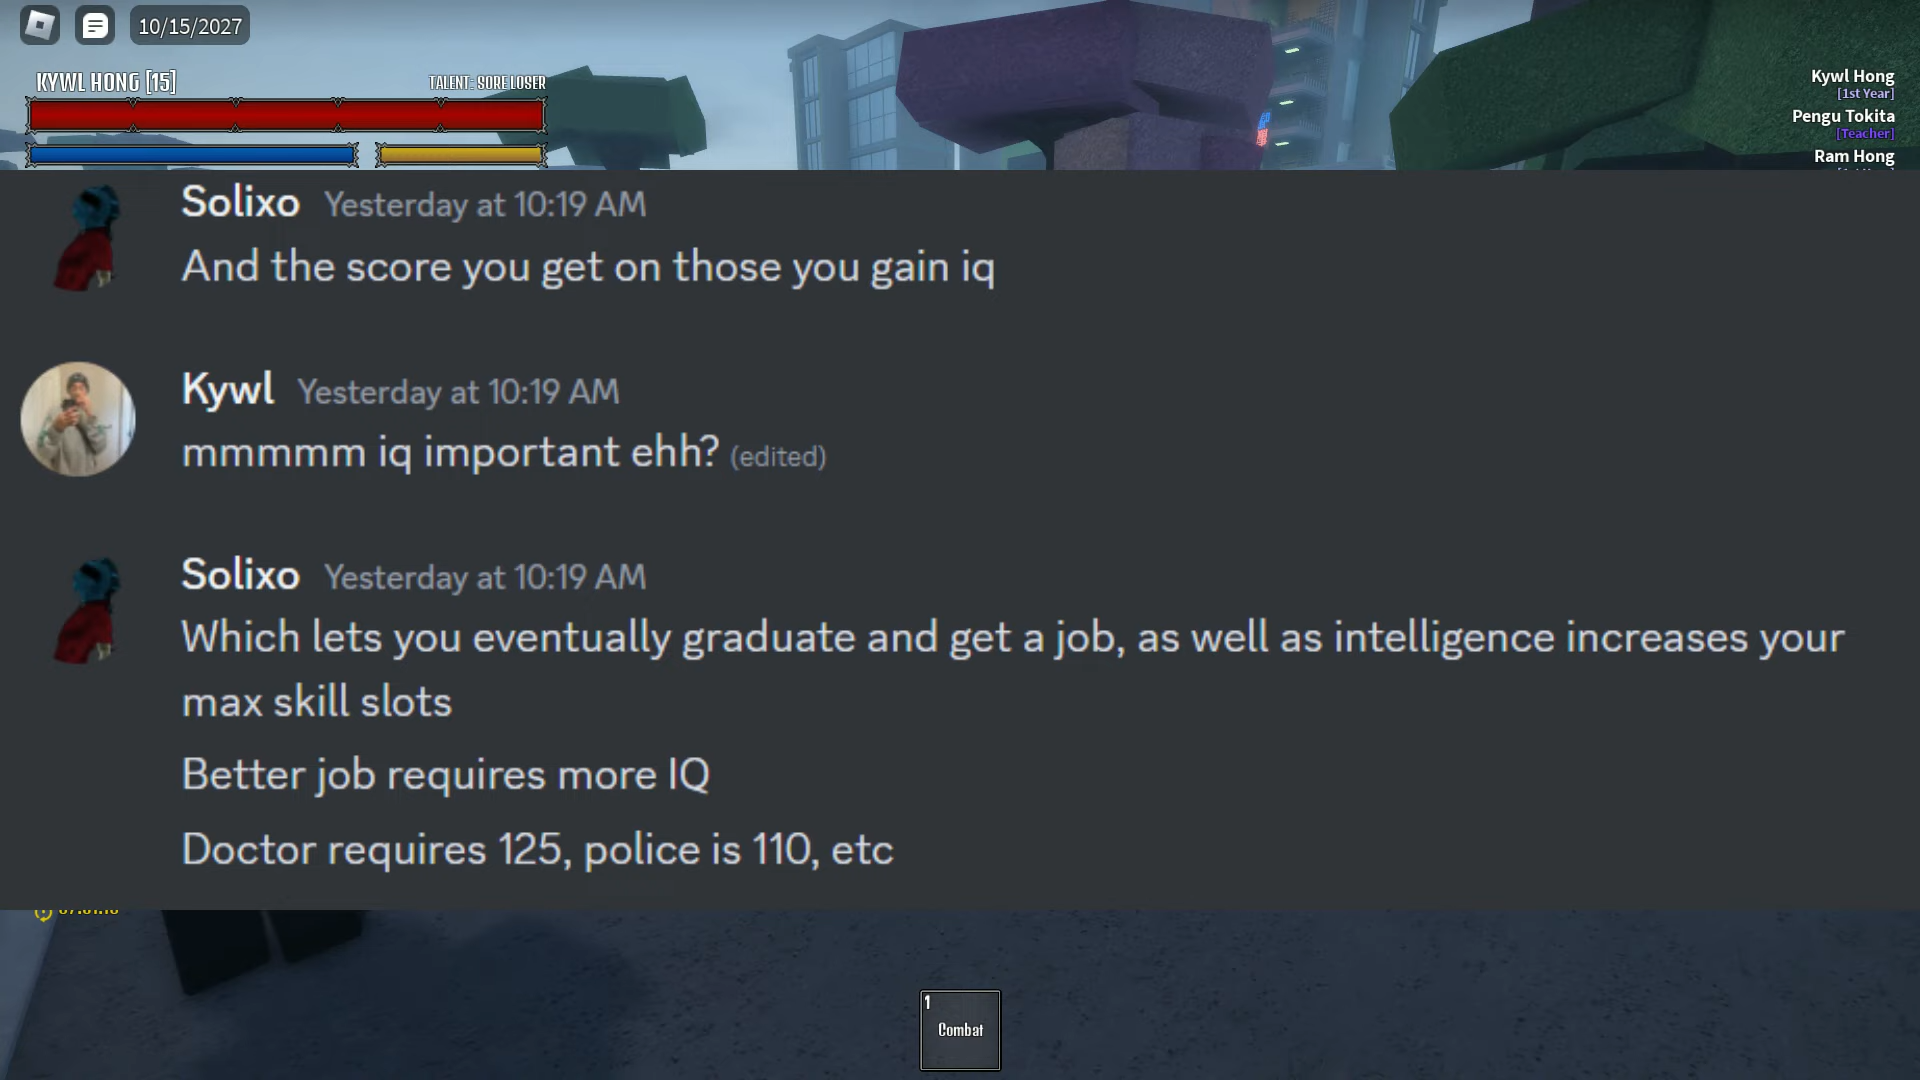 10/15/2027
KYWL HONG [15]
TALENT: SORE LOSER
Kywl Hong
[1st Year]
Pengu Tokita
[Teacher]
Ram Hong
Solixo Yesterday at 10:19 AM
And the score you get on those you gain iq
Kywl Yesterday at 10:19 AM
mmmmm iq important ehh? (edited)
Solixo Yesterday at 10:19 AM
Which lets you eventually graduate and get a job, as well as intelligence increases your
max skill slots
Better job requires more IQ
Doctor requires 125, police is 110, etc
1
Combat